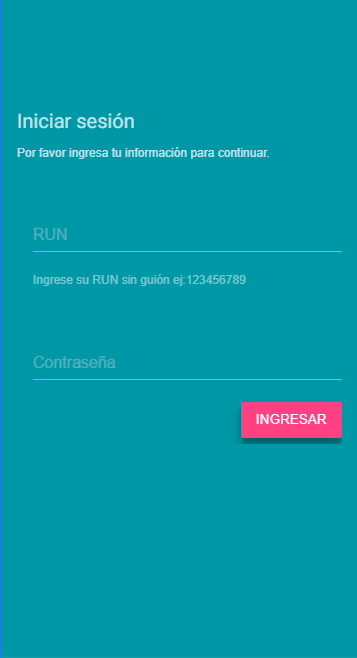 Iniciar sesión
Por favor ingresa tu información para continuar.
RUN
Ingrese su RUN sin guión ej:123456789
Contraseña
INGRESAR